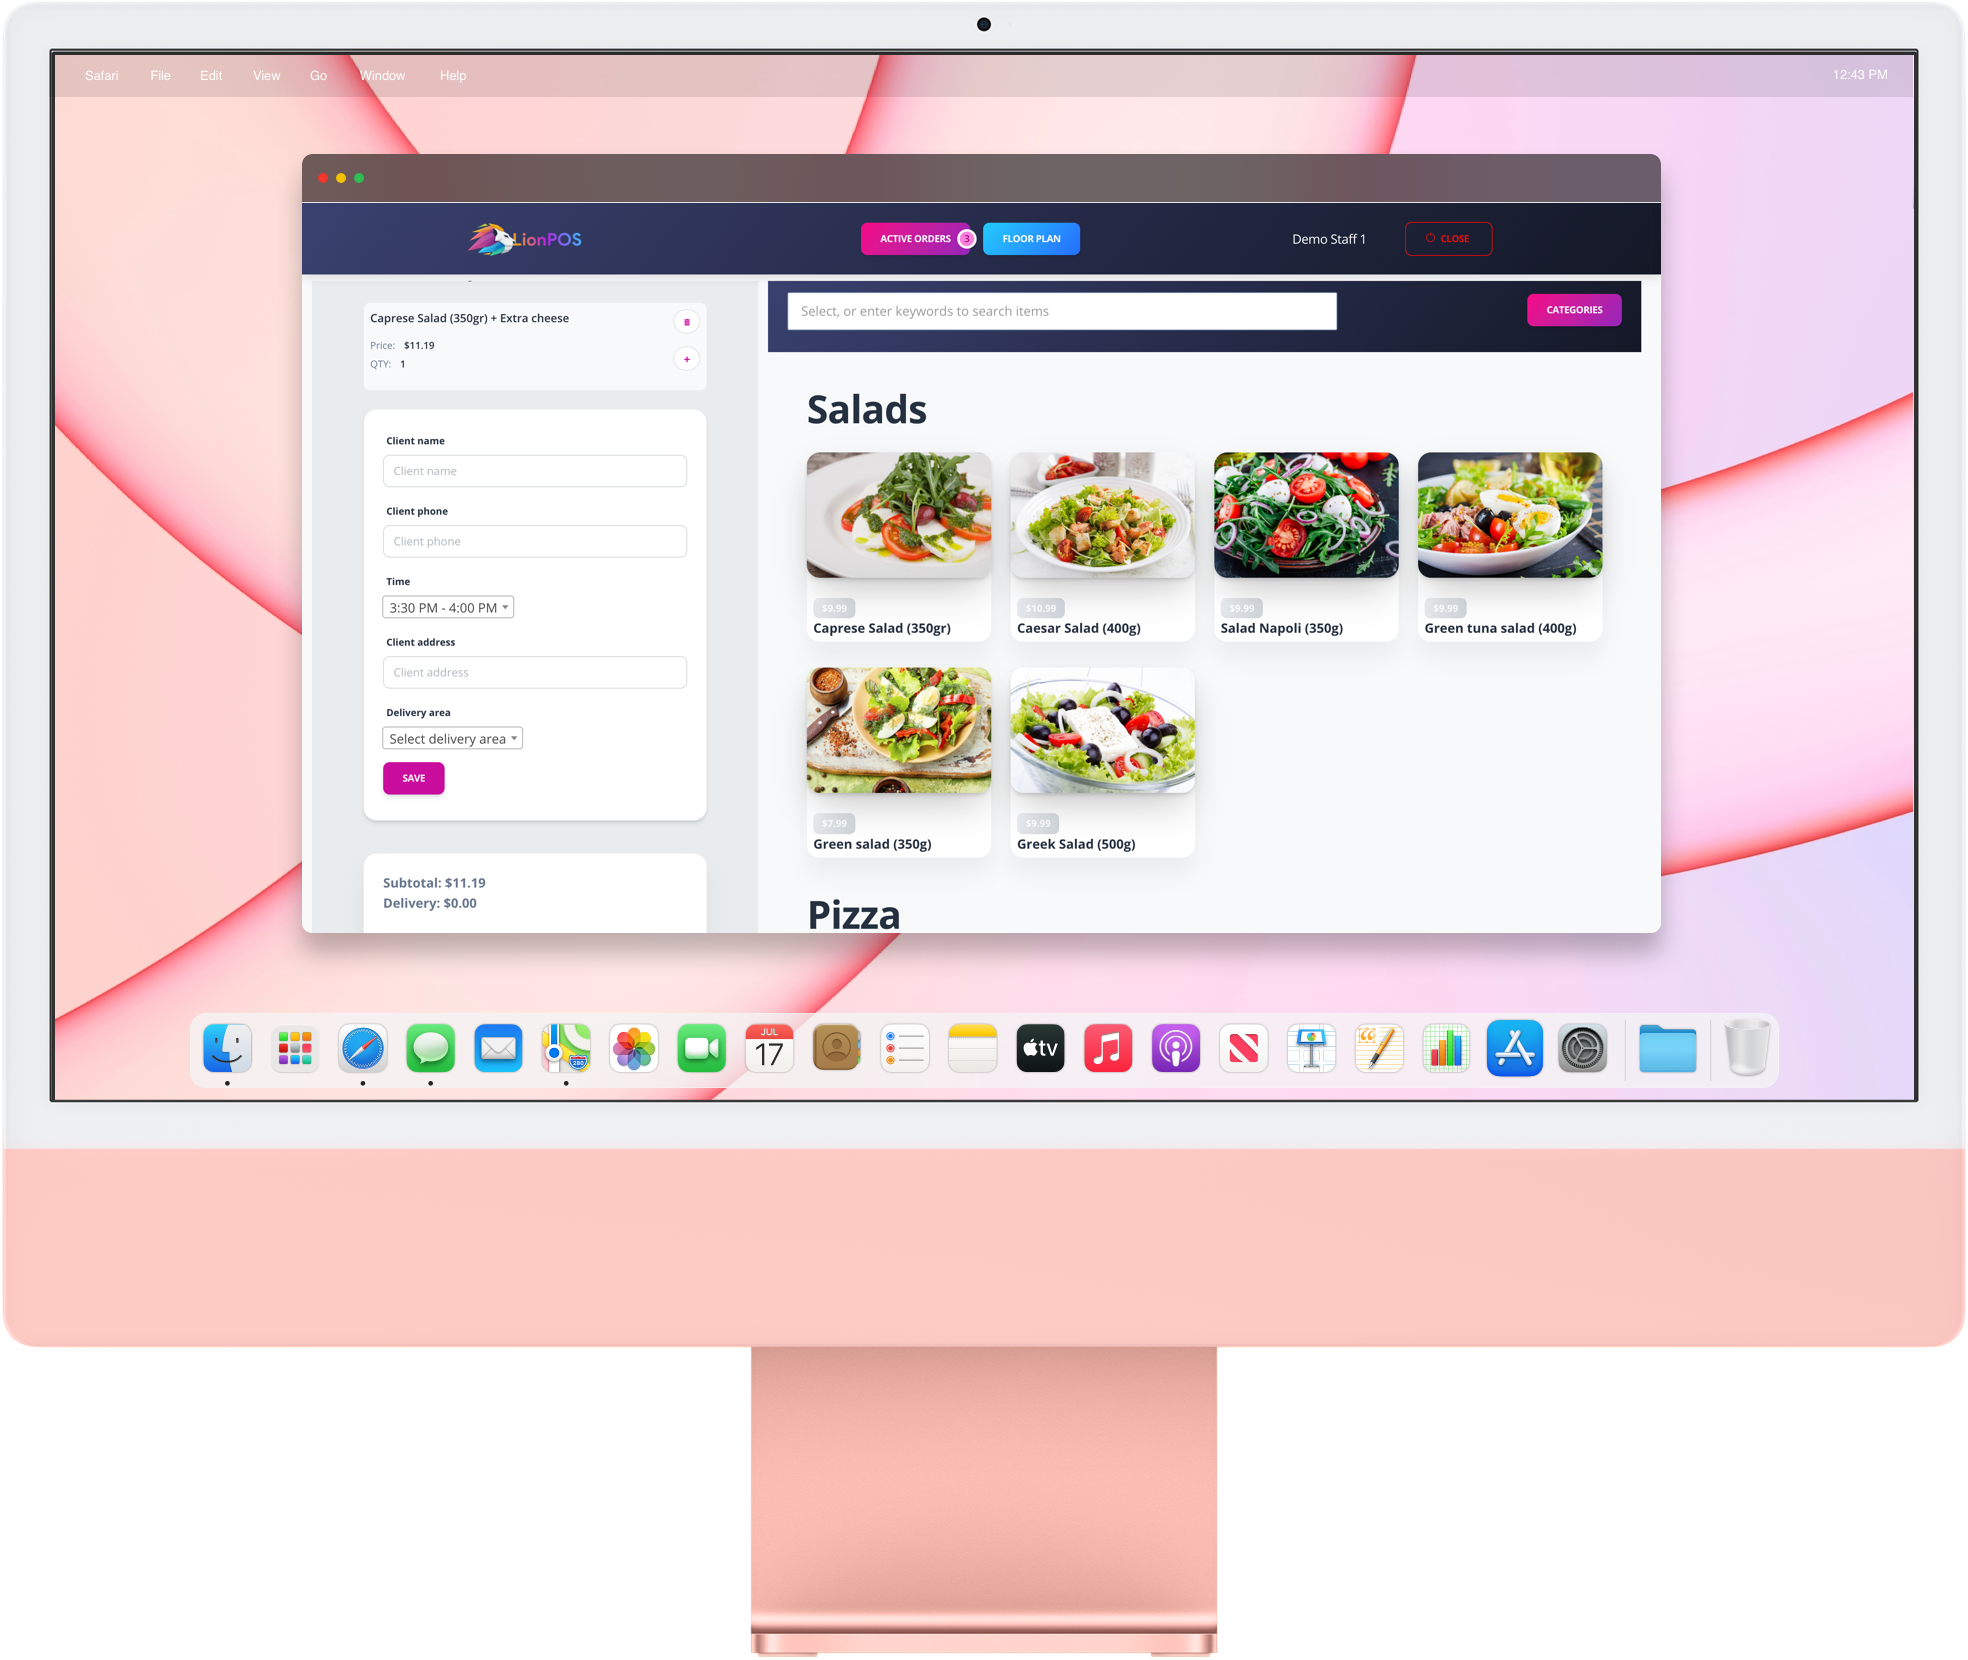 Safari File Edit View Go Window Help 12:43 PM
LionPOS
ACTIVE ORDERS 3
FLOOR PLAN
Demo Staff 1
CLOSE
Caprese Salad (350gr) + Extra cheese
Price: $11.19
QTY: 1
+
Client name
Client name
Client phone
Client phone
Time
3:30 PM - 4:00 PM
Client address
Client address
Delivery area
Select delivery area
SAVE
Subtotal: $11.19
Delivery: $0.00
Select, or enter keywords to search items
CATEGORIES
Salads
$9.99
Caprese Salad (350gr)
$10.99
Caesar Salad (400g)
$9.99
Salad Napoli (350g)
$9.99
Green tuna salad (400g)
$7.99
Green salad (350g)
$9.99
Greek Salad (500g)
Pizza
280
JUL
17
tv